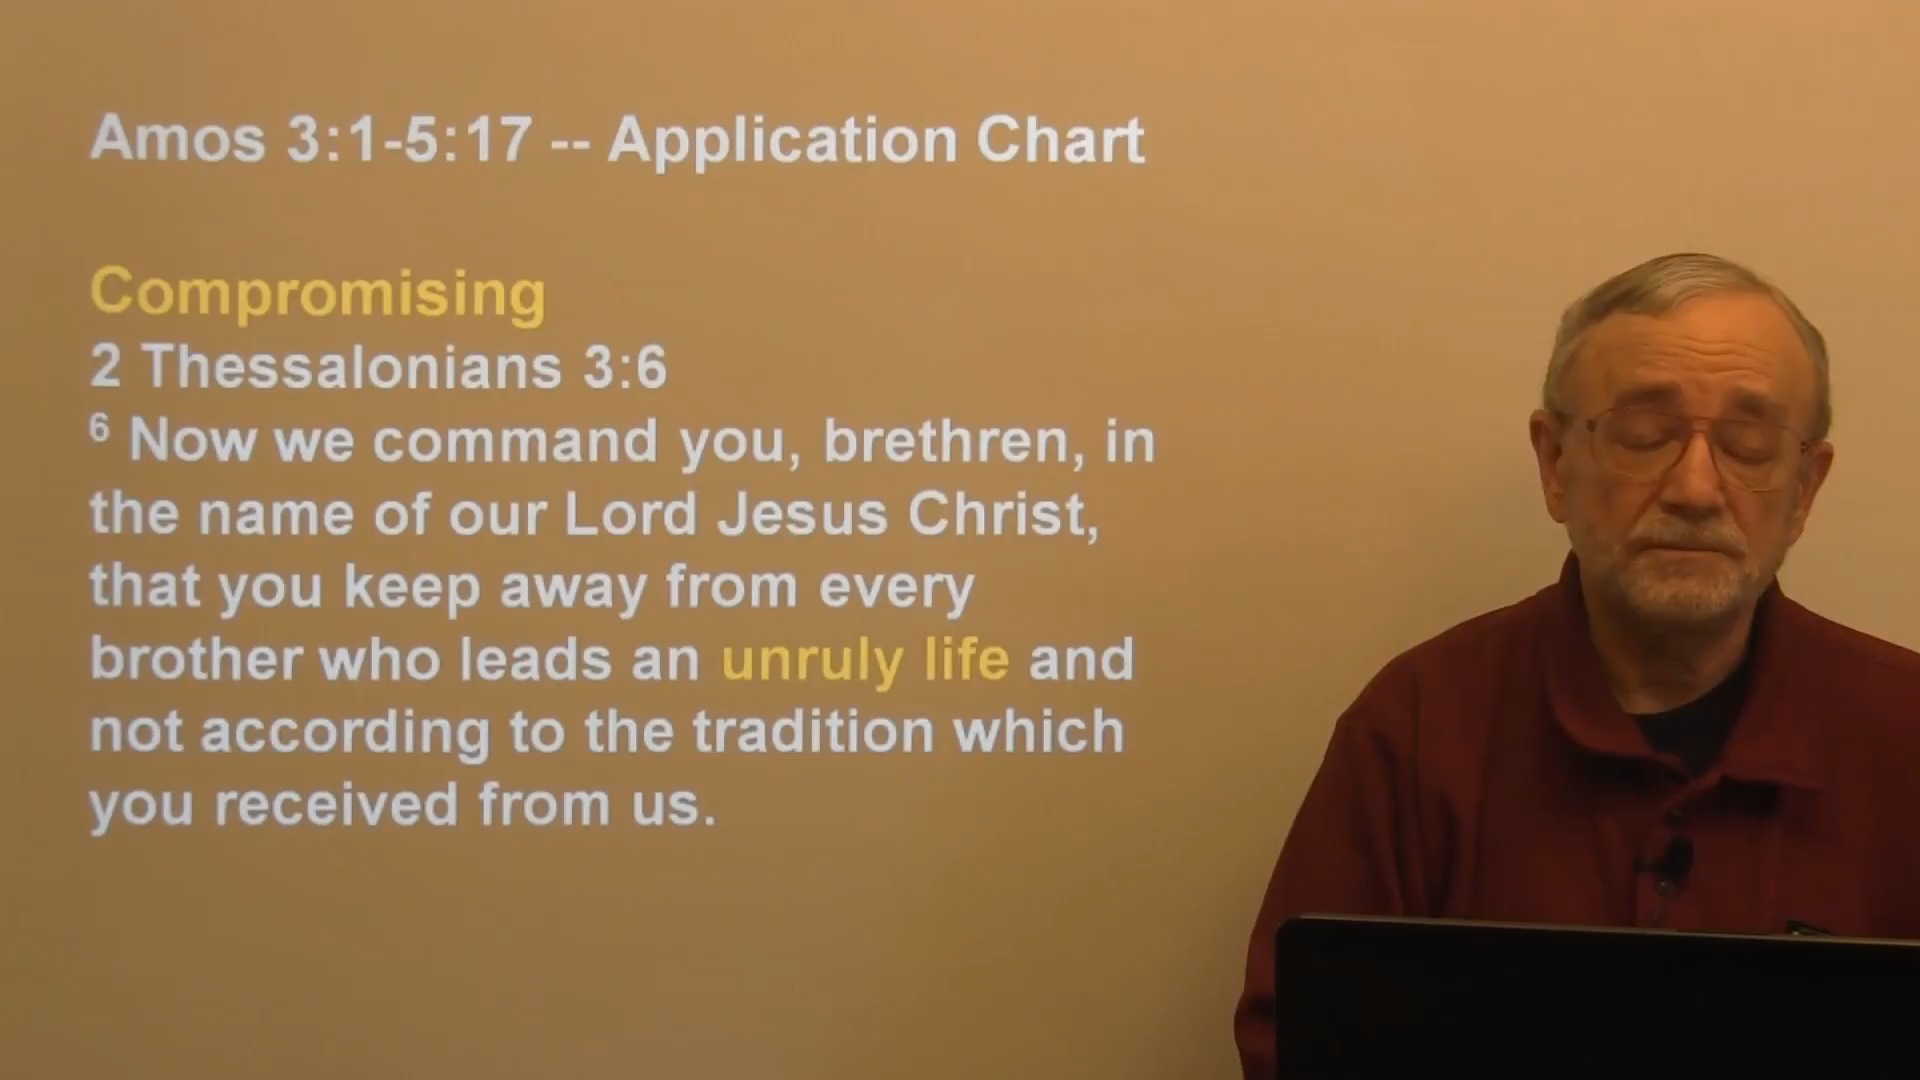 Amos 3:1-5:17 -- Application Chart
Compromising
2 Thessalonians 3:6
6 Now we command you, brethren, in
the name of our Lord Jesus Christ,
that you keep away from every
brother who leads an unruly life and
not according to the tradition which
you received from us.